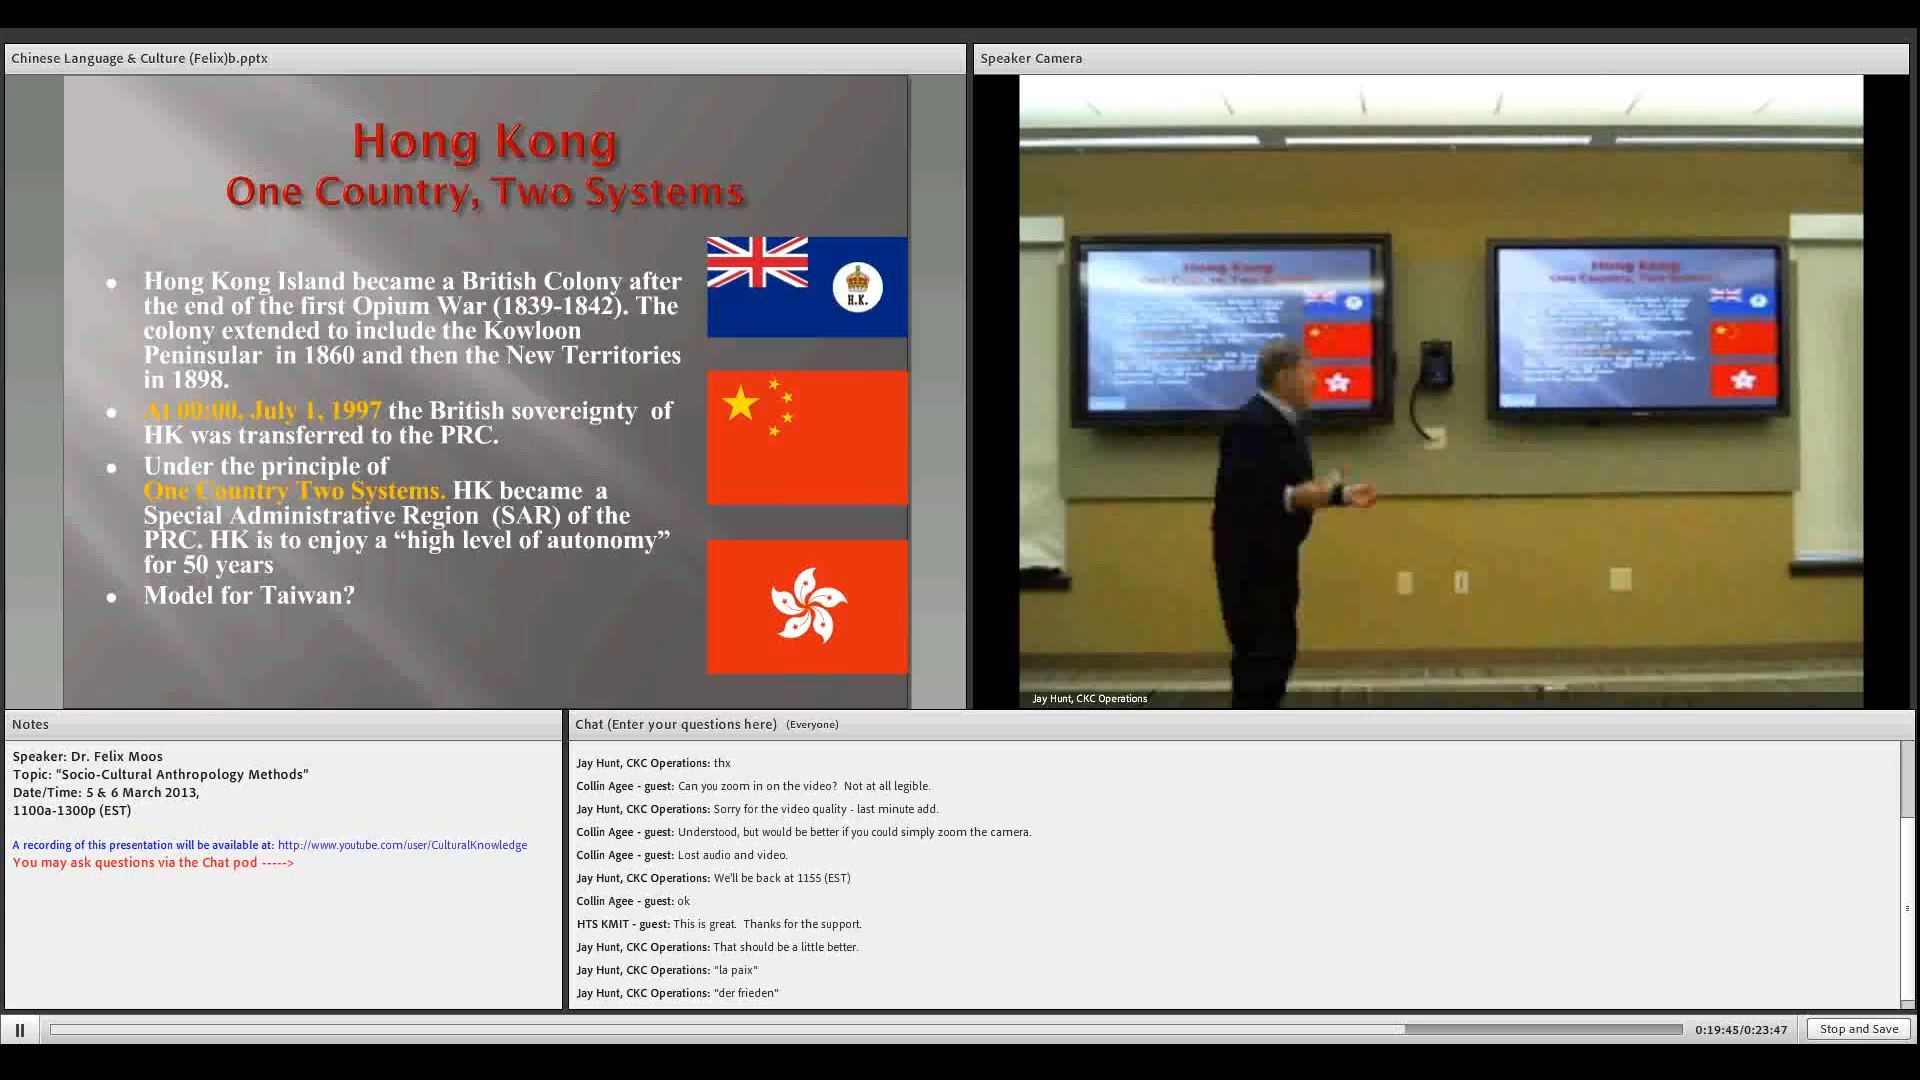 Chinese Language & Culture (Felix)b.pptx
Hong Kong
One Country, Two Systems
• Hong Kong Island became a British Colony after
the end of the first Opium War (1839-1842). The
colony extended to include the Kowloon
Peninsular in 1860 and then the New Territories
in 1898.
• At 00:00, July 1, 1997 the British sovereignty of
HK was transferred to the PRC.
• Under the principle of
One Country Two Systems. HK became a
Special Administrative Region (SAR) of the
PRC. HK is to enjoy a “high level of autonomy”
for 50 years
• Model for Taiwan?
H.K.
Speaker Camera
Hong Kong
Hong Kong
Jay Hunt, CKC Operations
Notes
Speaker: Dr. Felix Moos
Topic: "Socio-Cultural Anthropology Methods"
Date/Time: 5 & 6 March 2013,
1100a-1300p (EST)
A recording of this presentation will be available at: http://www.youtube.com/user/CulturalKnowledge
You may ask questions via the Chat pod ----->
Chat (Enter your questions here) (Everyone)
Jay Hunt, CKC Operations: thx
Collin Agee - guest: Can you zoom in on the video? Not at all legible.
Jay Hunt, CKC Operations: Sorry for the video quality - last minute add.
Collin Agee - guest: Understood, but would be better if you could simply zoom the camera.
Collin Agee - guest: Lost audio and video.
Jay Hunt, CKC Operations: We'll be back at 1155 (EST)
Collin Agee - guest: ok
HTS KMIT - guest: This is great. Thanks for the support.
Jay Hunt, CKC Operations: That should be a little better.
Jay Hunt, CKC Operations: "la paix"
Jay Hunt, CKC Operations: "der frieden"
0:19:45/0:23:47
Stop and Save